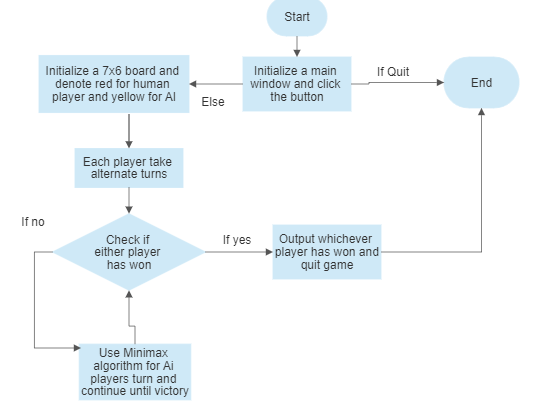 Start
Initialize a main
window and click
the button
If Quit
End
Else
Initialize a 7x6 board and
denote red for human
player and yellow for AI
Each player take
alternate turns
Check if
either player
has won
If yes
Output whichever
player has won and
quit game
If no
Use Minimax
algorithm for Ai
players turn and
continue until victory